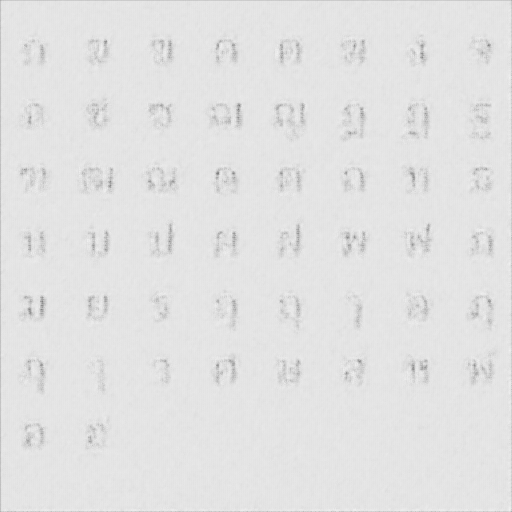 ก ข ฃ ค ฅ ฆ ง จ
ฉ ช ซ ฌ ญ ฎ ฏ ฐ
ฑ ฒ ณ ด ต ถ ท ธ
น บ ป ผ ฝ พ ฟ ภ
ม ย ร ฤ ฤ ๅ ล ฦ
ฦ ๅ ว ศ ษ ส ห ฬ
อ ฮ